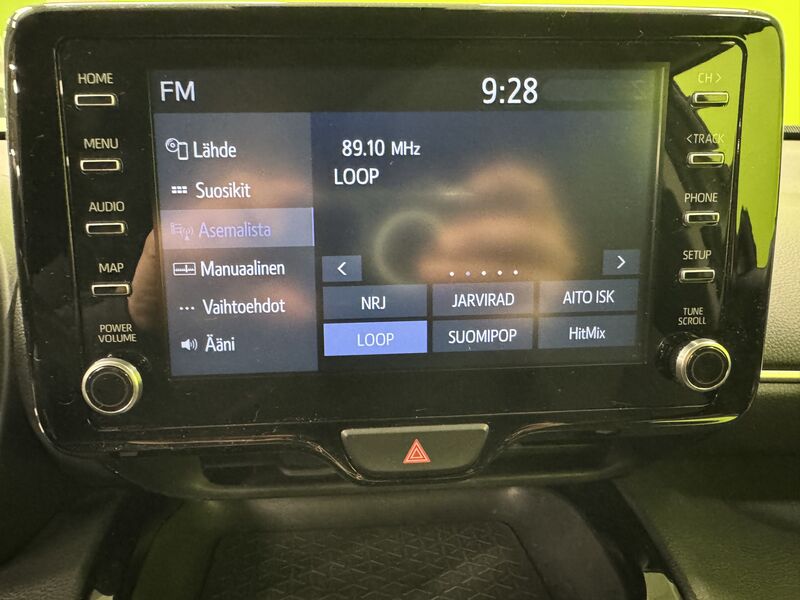 HOME
MENU
AUDIO
MAP
POWER
VOLUME
FM
9:28
Lähde
Suosikit
Asemalista
Manuaalinen
Vaihtoehdot
Ääni
89.10 MHz
LOOP
<
>
NRJ
JARVIRAD
AITO ISK
LOOP
SUOMIPOP
HitMix
CH >
< TRACK
PHONE
SETUP
TUNE
SCROLL